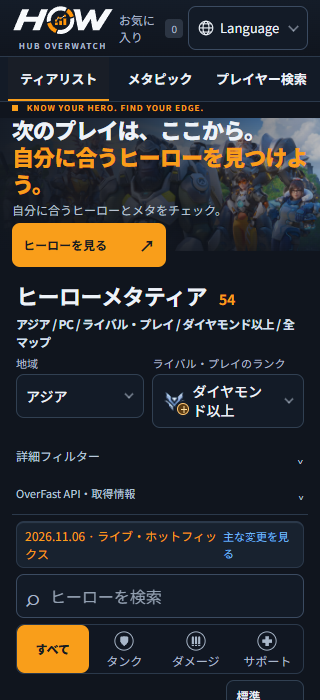 HOW
HUB OVERWATCH
お気に
入り
0
Language
ティアリスト
メタピック
プレイヤー検索
KNOW YOUR HERO. FIND YOUR EDGE.
次のプレイは、ここから。
自分に合うヒーローを見つけよ
う。
自分に合うヒーローとメタをチェック。
ヒーローを見る ↗
ヒーローメタティア 54
アジア / PC / ライバル・プレイ / ダイヤモンド以上 / 全
マップ
地域
ライバル・プレイのランク
アジア
ダイヤモン
ド以上
詳細フィルター
OverFast API・取得情報
2026.11.06 · ライブ・ホットフィッ
クス
主な変更を見
る
ヒーローを検索
すべて
タンク
ダメージ
サポート
標準